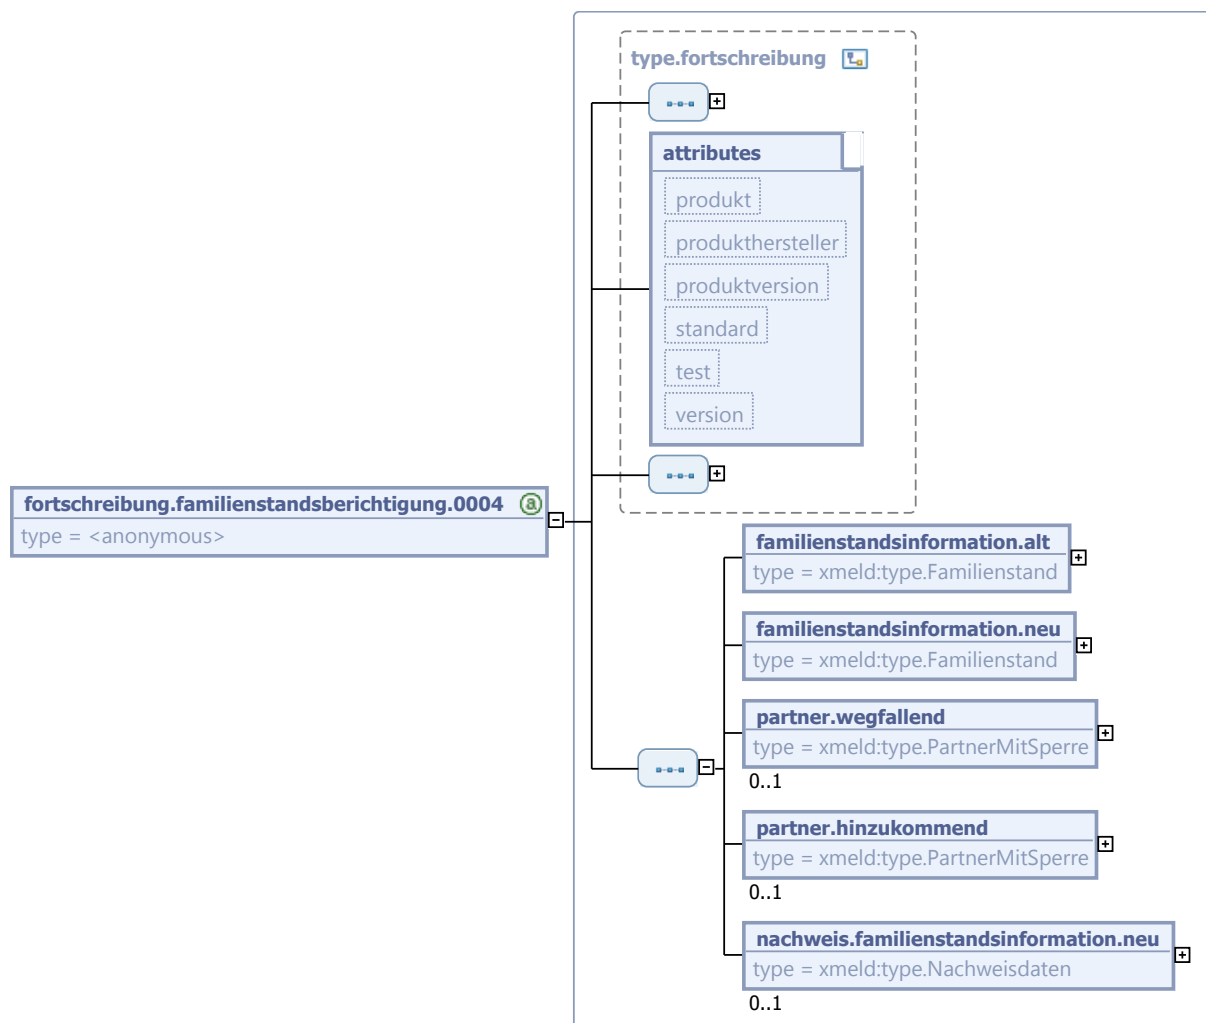 type.fortschreibung
attributes
produkt
produkthersteller
produktversion
standard
test
version
fortschreibung.familienstandsberichtigung.0004
type = <anonymous>
familienstandsinformation.alt
type = xmeld:type.Familienstand
familienstandsinformation.neu
type = xmeld:type.Familienstand
partner.wegfallend
type = xmeld:type.PartnerMitSperre
0..1
partner.hinzukommend
type = xmeld:type.PartnerMitSperre
0..1
nachweis.familienstandsinformation.neu
type = xmeld:type.Nachweisdaten
0..1